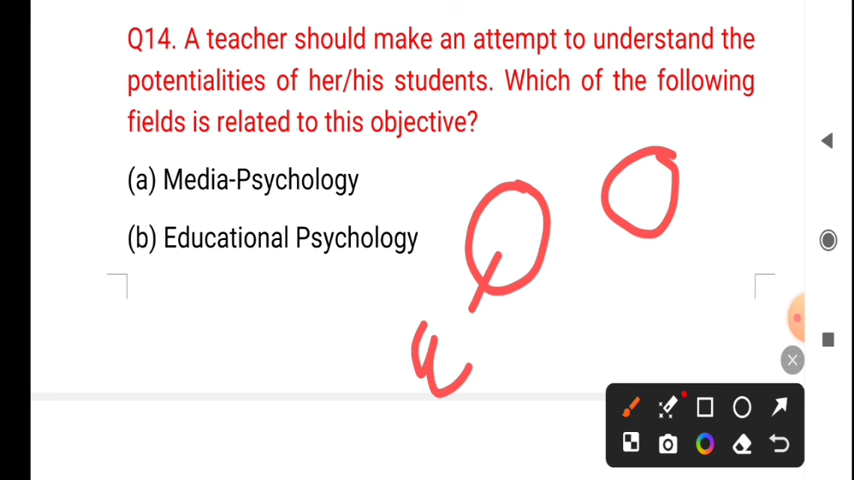 Q14. A teacher should make an attempt to understand the
potentialities of her/his students. Which of the following
fields is related to this objective?
(a) Media-Psychology
(b) Educational Psychology